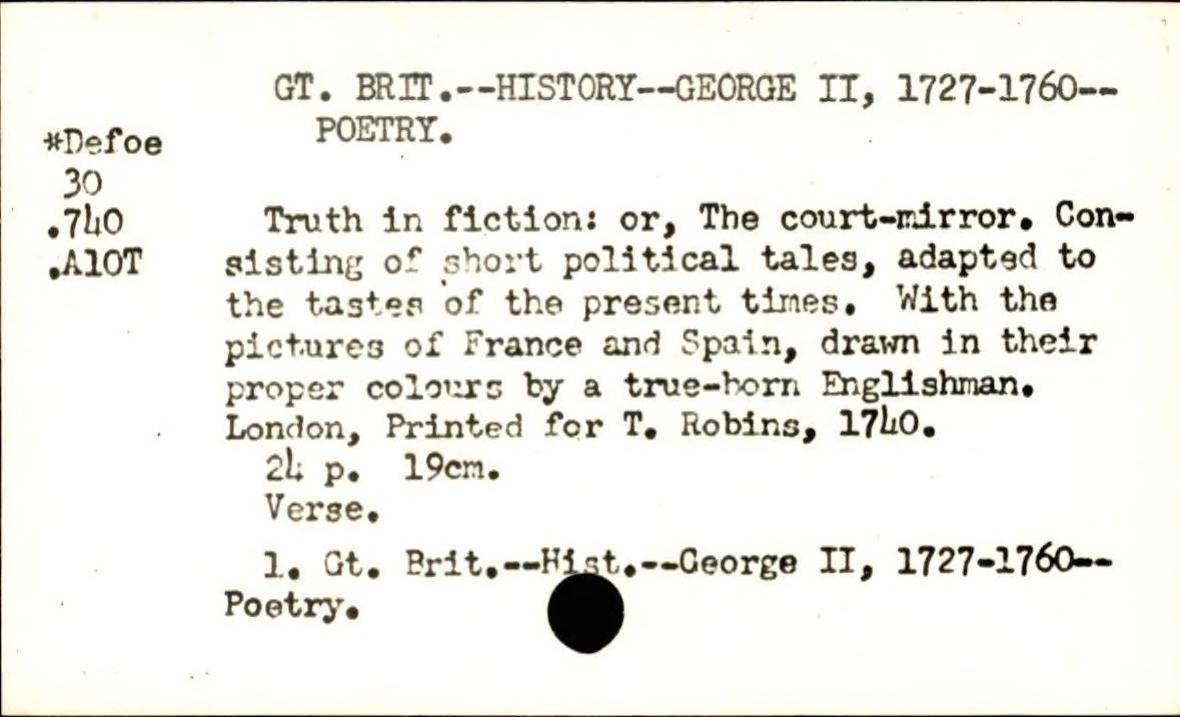 GT. BRIT.--HISTORY--GEORGE II, 1727-1760--
POETRY.
*Defoe
30
.740
.A10T
Truth in fiction: or, The court-mirror. Con-
sisting of short political tales, adapted to
the tastes of the present times. With the
pictures of France and Spain, drawn in their
proper colours by a true-born Englishman.
London, Printed for T. Robins, 1740.
24 p. 19cm.
Verse.
1. Gt. Brit.--Hist.--George II, 1727-1760--
Poetry.